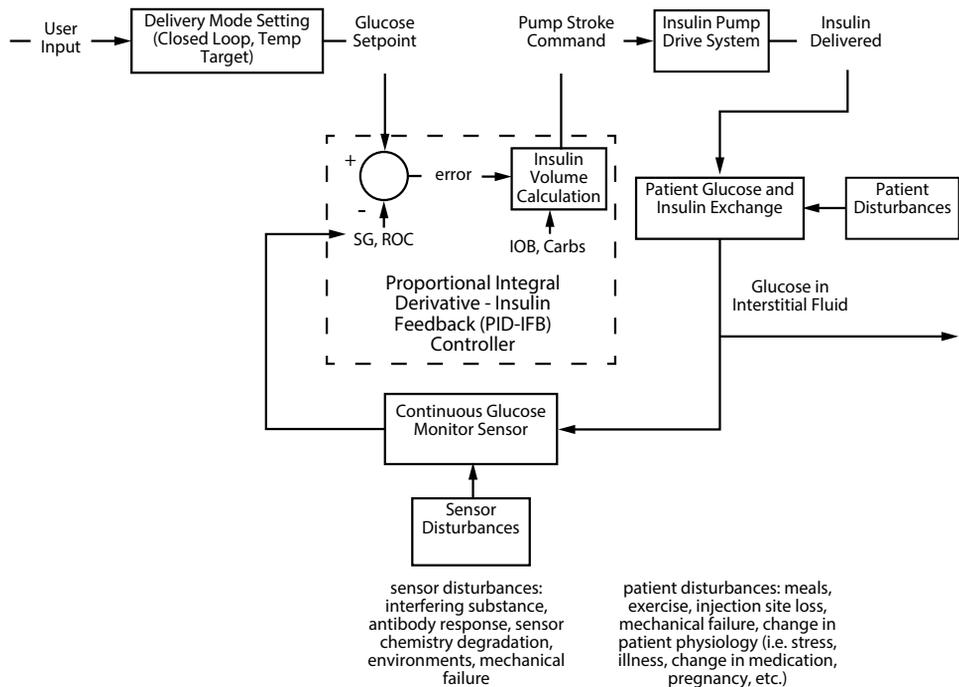 User
Input
Delivery Mode Setting
(Closed Loop, Temp
Target)
Glucose
Setpoint
Pump Stroke
Command
Insulin Pump
Drive System
Insulin
Delivered
+
-
error
Insulin
Volume
Calculation
SG, ROC
IOB, Carbs
Proportional Integral
Derivative - Insulin
Feedback (PID-IFB)
Controller
Patient Glucose and
Insulin Exchange
Patient
Disturbances
Glucose in
Interstitial Fluid
Continuous Glucose
Monitor Sensor
Sensor
Disturbances
sensor disturbances:
interfering substance,
antibody response, sensor
chemistry degradation,
environments, mechanical
failure
patient disturbances: meals,
exercise, injection site loss,
mechanical failure, change in
patient physiology (i.e. stress,
illness, change in medication,
pregnancy, etc.)